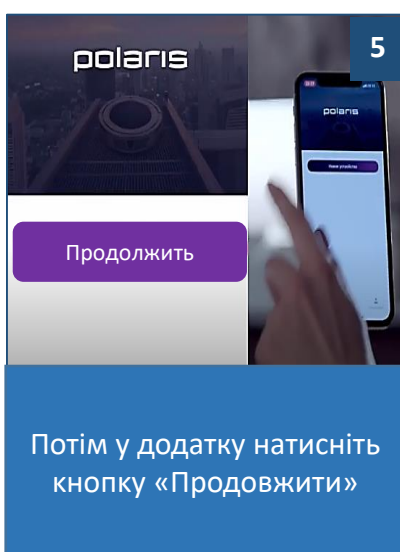 polaris
5
polaris
Продолжить
Потім у додатку натисніть
кнопку «Продовжити»